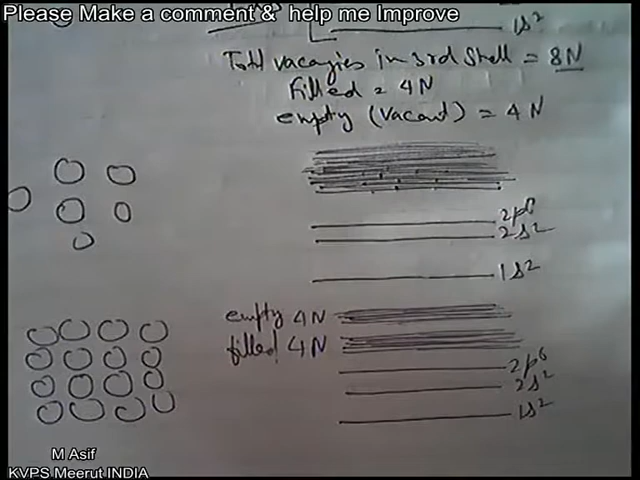 Please Make a comment & help me Improve
1s²
Total vacancies in 3rd shell = 8N
Filled = 4N
empty (Vacant) = 4N
2p⁶
2s²
1s²
empty 4N
filled 4N
2p⁶
2s²
1s²
M Asif
KVPS Meerut INDIA